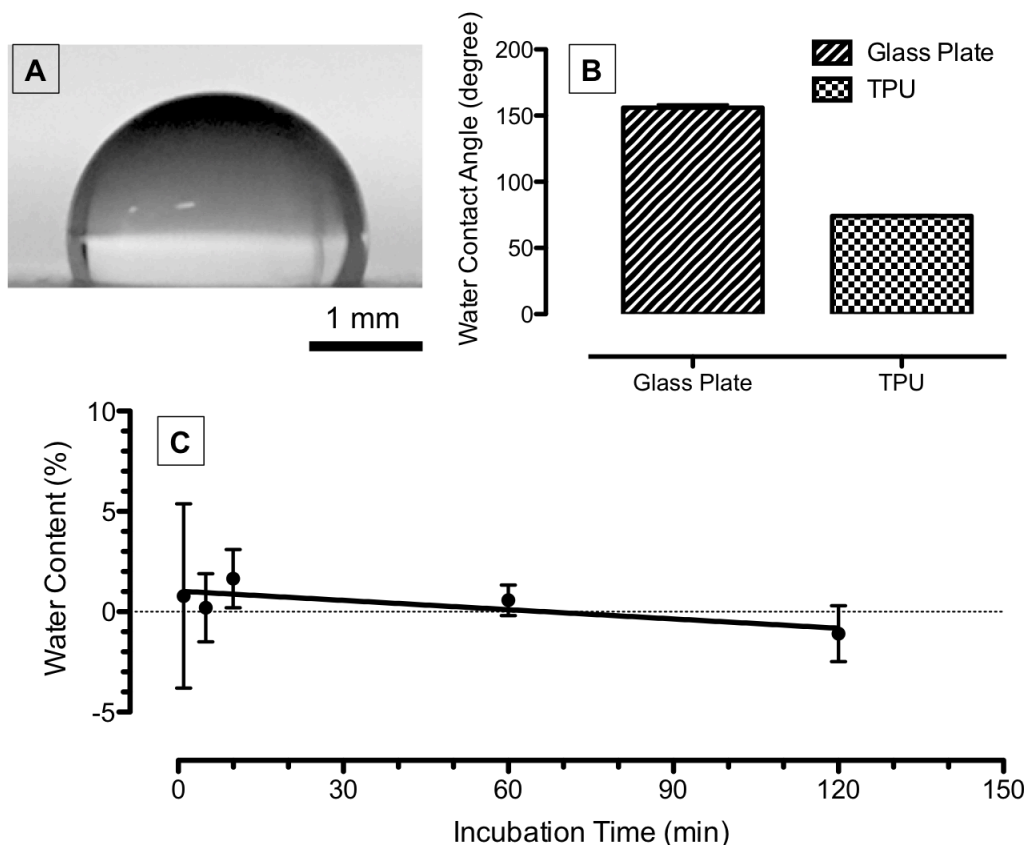 A
1 mm
B
Water Contact Angle (degree)
200
150
100
50
0
Glass Plate
TPU
Glass Plate
TPU
C
Water Content (%)
10
5
0
-5
0
30
60
90
120
150
Incubation Time (min)